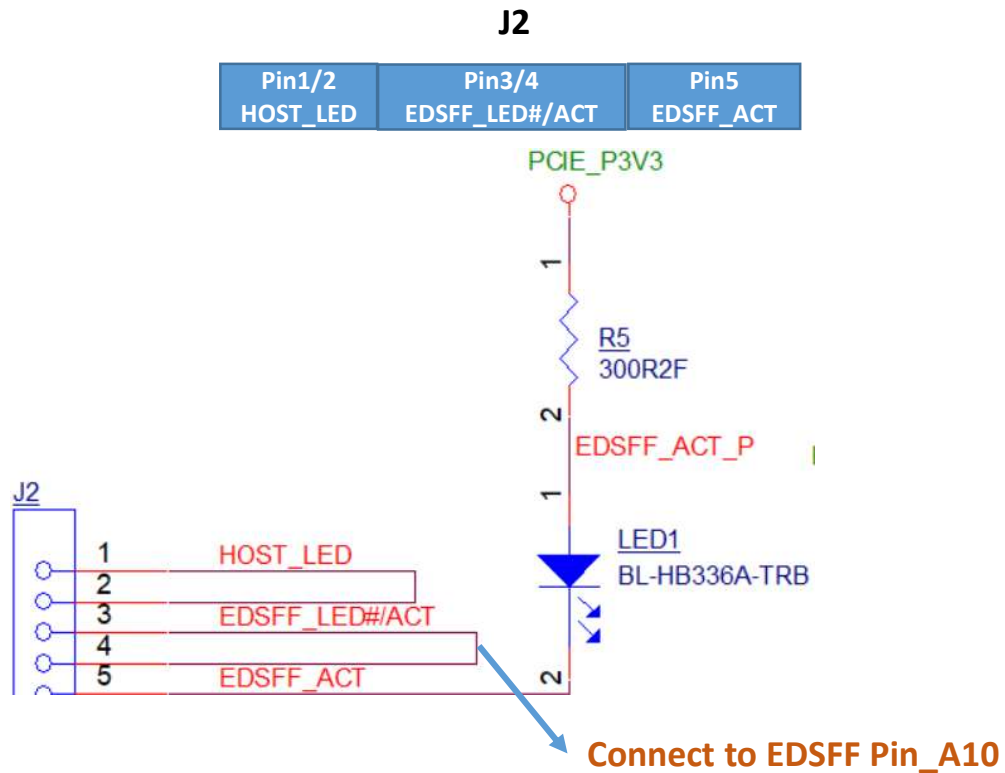 J2
Pin1/2
HOST_LED
Pin3/4
EDSFF_LED#/ACT
Pin5
EDSFF_ACT
PCIE_P3V3
1
R5
300R2F
2
EDSFF_ACT_P
1
LED1
BL-HB336A-TRB
2
J2
1
HOST_LED
2
3
EDSFF_LED#/ACT
4
5
EDSFF_ACT
Connect to EDSFF Pin_A10